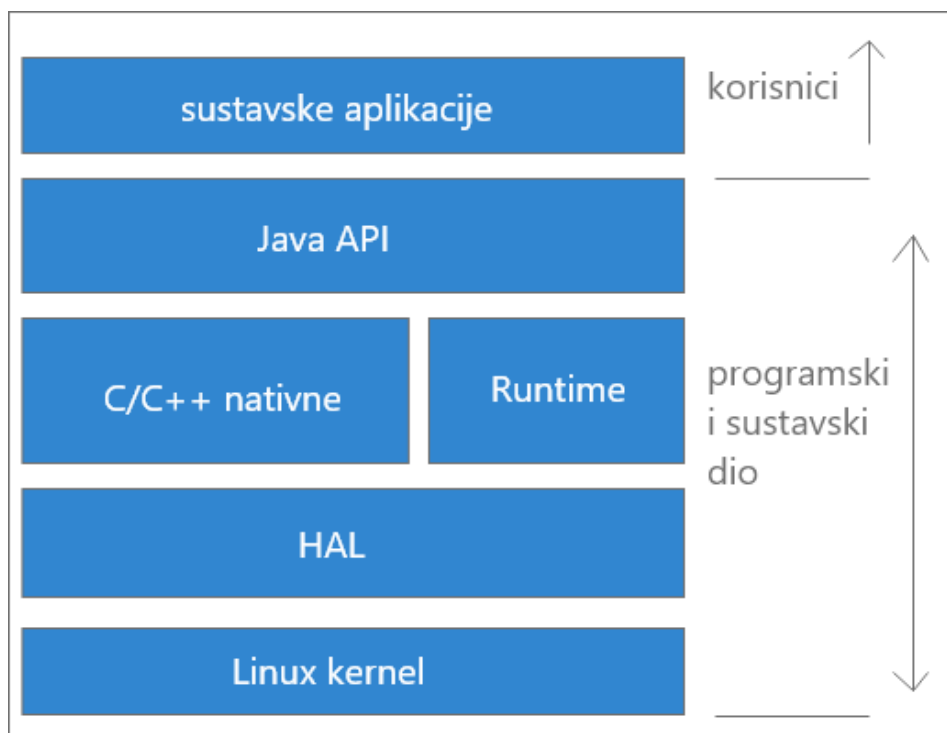 sustavske aplikacije
korisnici
Java API
C/C++ nativne
Runtime
programski
i sustavski
dio
HAL
Linux kernel